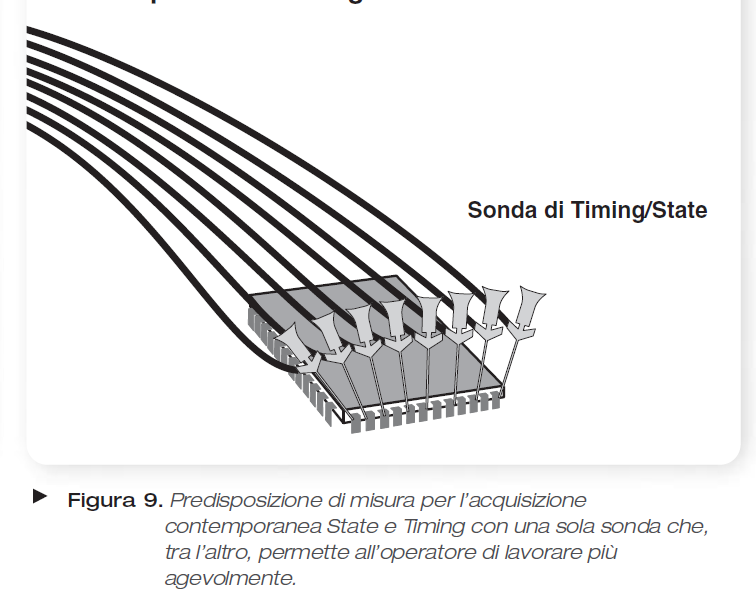 Sonda di Timing/State
Figura 9. Predisposizione di misura per l'acquisizione
contemporanea State e Timing con una sola sonda che,
tra l'altro, permette all'operatore di lavorare più
agevolmente.